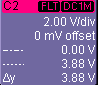 C2 FLT DC1M
2.00 V/div
0 mV offset
----- 0.00 V
----- 3.88 V
Δy 3.88 V